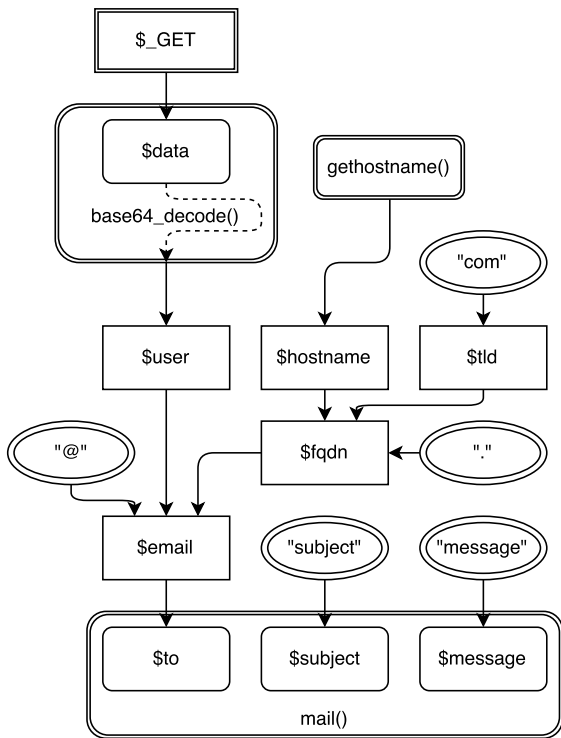 $_GET
$data
gethostname()
base64_decode()
"com"
$user
$hostname
$tld
"@"
$fqdn
"."
$email
"subject"
"message"
$to
$subject
$message
mail()